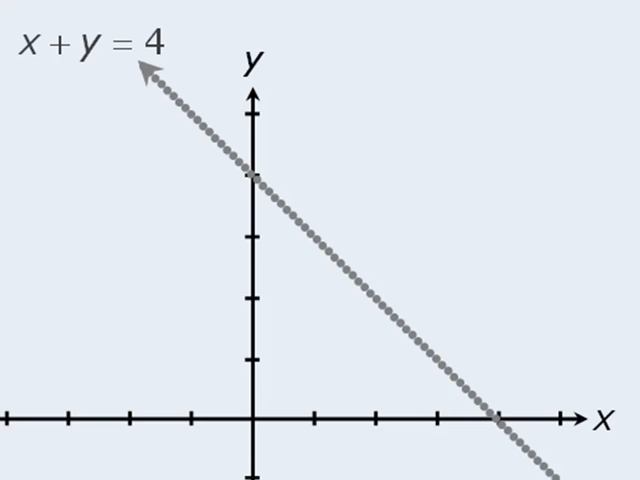 x + y = 4
y
x